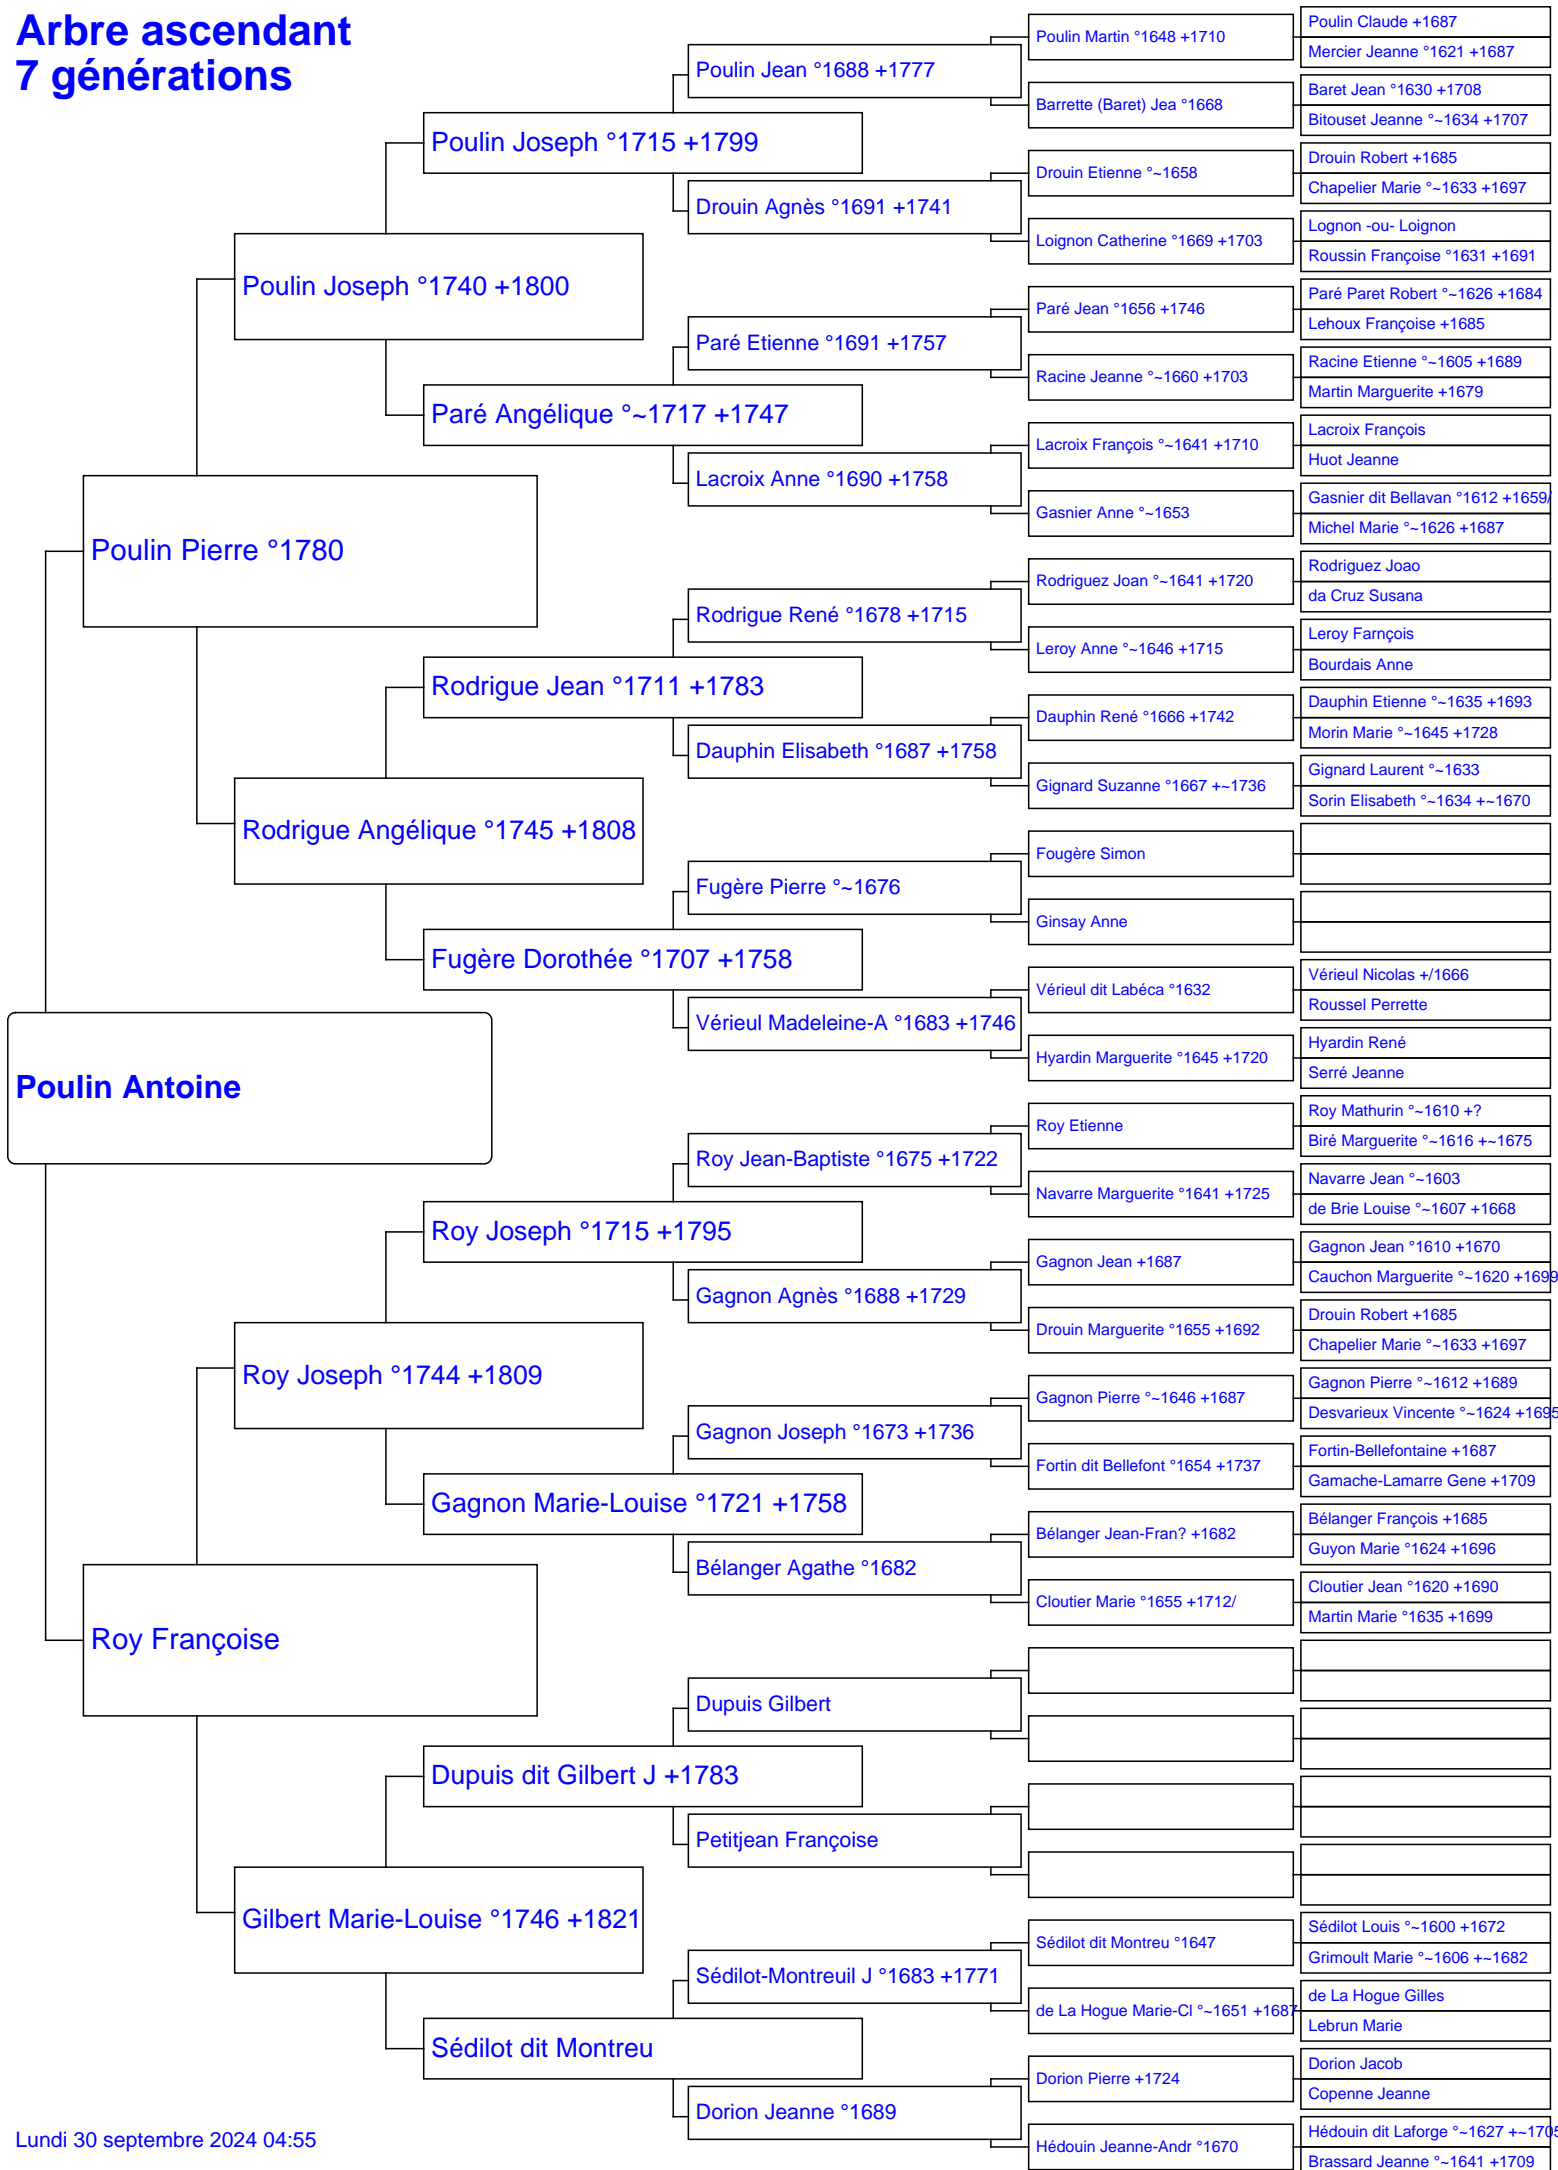 Arbre ascendant
7 générations
Poulin Antoine
Poulin Pierre °1780
Roy Françoise
Poulin Joseph °1740 +1800
Rodrigue Angélique °1745 +1808
Roy Joseph °1744 +1809
Gilbert Marie-Louise °1746 +1821
Poulin Joseph °1715 +1799
Paré Angélique °~1717 +1747
Rodrigue Jean °1711 +1783
Fugère Dorothée °1707 +1758
Roy Joseph °1715 +1795
Gagnon Marie-Louise °1721 +1758
Dupuis dit Gilbert J +1783
Sédilot dit Montreu
Poulin Jean °1688 +1777
Drouin Agnès °1691 +1741
Paré Etienne °1691 +1757
Lacroix Anne °1690 +1758
Rodrigue René °1678 +1715
Dauphin Elisabeth °1687 +1758
Fugère Pierre °~1676
Vérieul Madeleine-A °1683 +1746
Roy Jean-Baptiste °1675 +1722
Gagnon Agnès °1688 +1729
Gagnon Joseph °1673 +1736
Bélanger Agathe °1682
Dupuis Gilbert
Petitjean Françoise
Sédilot-Montreuil J °1683 +1771
Dorion Jeanne °1689
Poulin Martin °1648 +1710
Barrette (Baret) Jea °1668
Drouin Etienne °~1658
Loignon Catherine °1669 +1703
Paré Jean °1656 +1746
Racine Jeanne °~1660 +1703
Lacroix François °~1641 +1710
Gasnier Anne °~1653
Rodriguez Joan °~1641 +1720
Leroy Anne °~1646 +1715
Dauphin René °1666 +1742
Gignard Suzanne °1667 +~1736
Fougère Simon
Ginsay Anne
Vérieul dit Labéca °1632
Hyardin Marguerite °1645 +1720
Roy Etienne
Navarre Marguerite °1641 +1725
Gagnon Jean +1687
Drouin Marguerite °1655 +1692
Gagnon Pierre °~1646 +1687
Fortin dit Bellefont °1654 +1737
Bélanger Jean-Fran? +1682
Cloutier Marie °1655 +1712/
Sédilot dit Montreu °1647
de La Hogue Marie-Cl °~1651 +1687
Dorion Pierre +1724
Hédouin Jeanne-Andr °1670
Poulin Claude +1687
Mercier Jeanne °1621 +1687
Baret Jean °1630 +1708
Bitouset Jeanne °~1634 +1707
Drouin Robert +1685
Chapelier Marie °~1633 +1697
Lognon -ou- Loignon
Roussin Françoise °1631 +1691
Paré Paret Robert °~1626 +1684
Lehoux Françoise +1685
Racine Etienne °~1605 +1689
Martin Marguerite +1679
Lacroix François
Huot Jeanne
Gasnier dit Bellavan °1612 +1659/
Michel Marie °~1626 +1687
Rodriguez Joao
da Cruz Susana
Leroy Farnçois
Bourdais Anne
Dauphin Etienne °~1635 +1693
Morin Marie °~1645 +1728
Gignard Laurent °~1633
Sorin Elisabeth °~1634 +~1670
Vérieul Nicolas +/1666
Roussel Perrette
Hyardin René
Serré Jeanne
Roy Mathurin °~1610 +?
Biré Marguerite °~1616 +~1675
Navarre Jean °~1603
de Brie Louise °~1607 +1668
Gagnon Jean °1610 +1670
Cauchon Marguerite °~1620 +1699
Drouin Robert +1685
Chapelier Marie °~1633 +1697
Gagnon Pierre °~1612 +1689
Desvarieux Vincente °~1624 +1695
Fortin-Bellefontaine +1687
Gamache-Lamarre Gene +1709
Bélanger François +1685
Guyon Marie °1624 +1696
Cloutier Jean °1620 +1690
Martin Marie °1635 +1699
Sédilot Louis °~1600 +1672
Grimoult Marie °~1606 +~1682
de La Hogue Gilles
Lebrun Marie
Dorion Jacob
Copenne Jeanne
Hédouin dit Laforge °~1627 +~1705
Brassard Jeanne °~1641 +1709
Lundi 30 septembre 2024 04:55